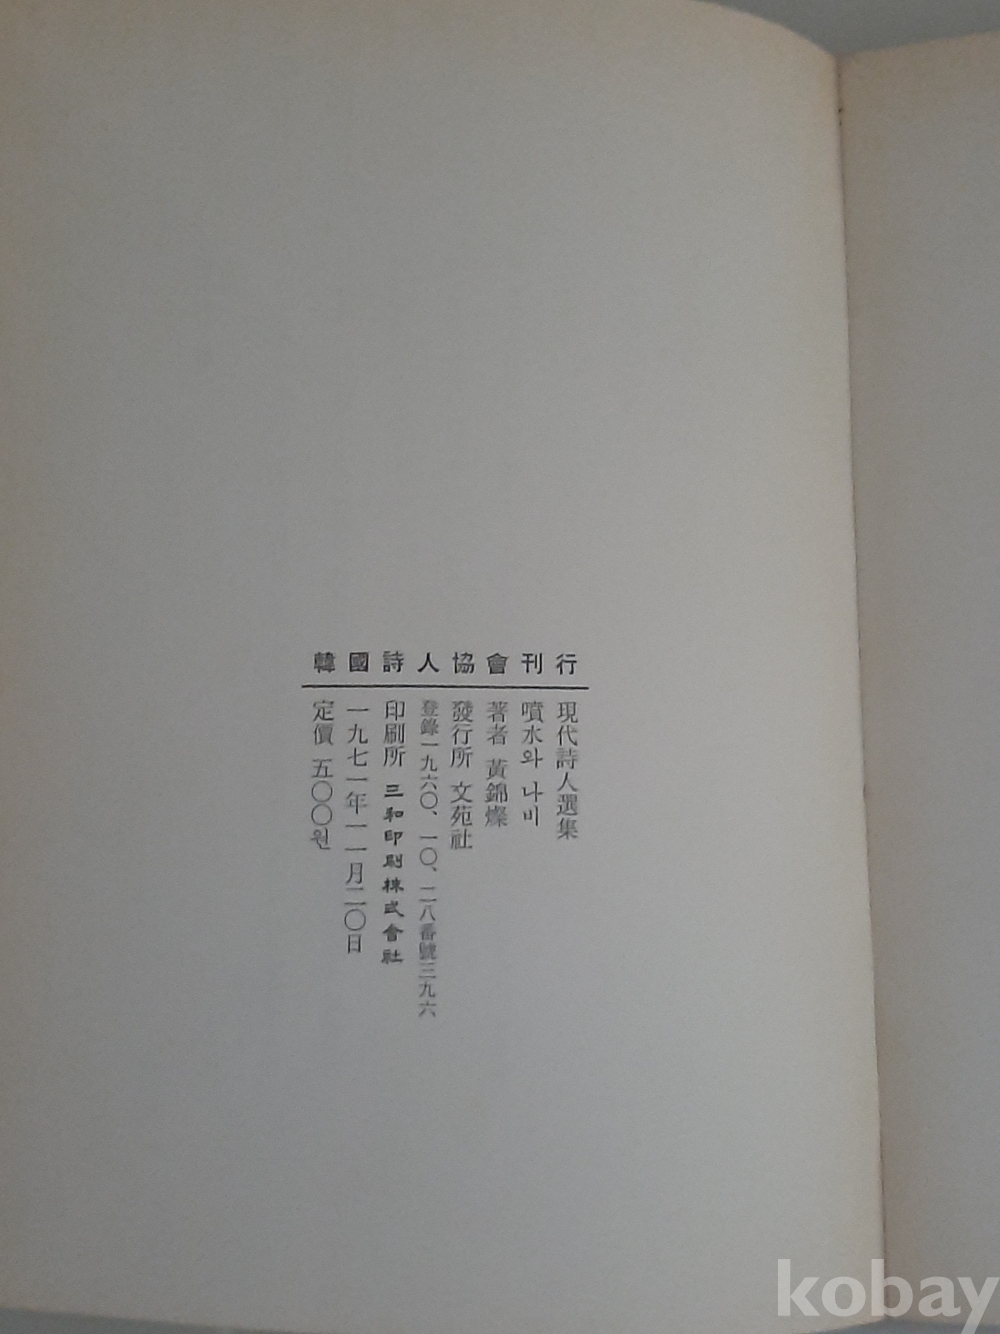 韓國詩人協會刊行
現代詩人選集
噴水와 나비
著者 黃錦燦
發行所 文苑社
登錄一九六〇、一〇、二八番號三九六
印刷所 三和印刷株式會社
一九七一年一一月二〇日
定價 五〇〇원
kobay